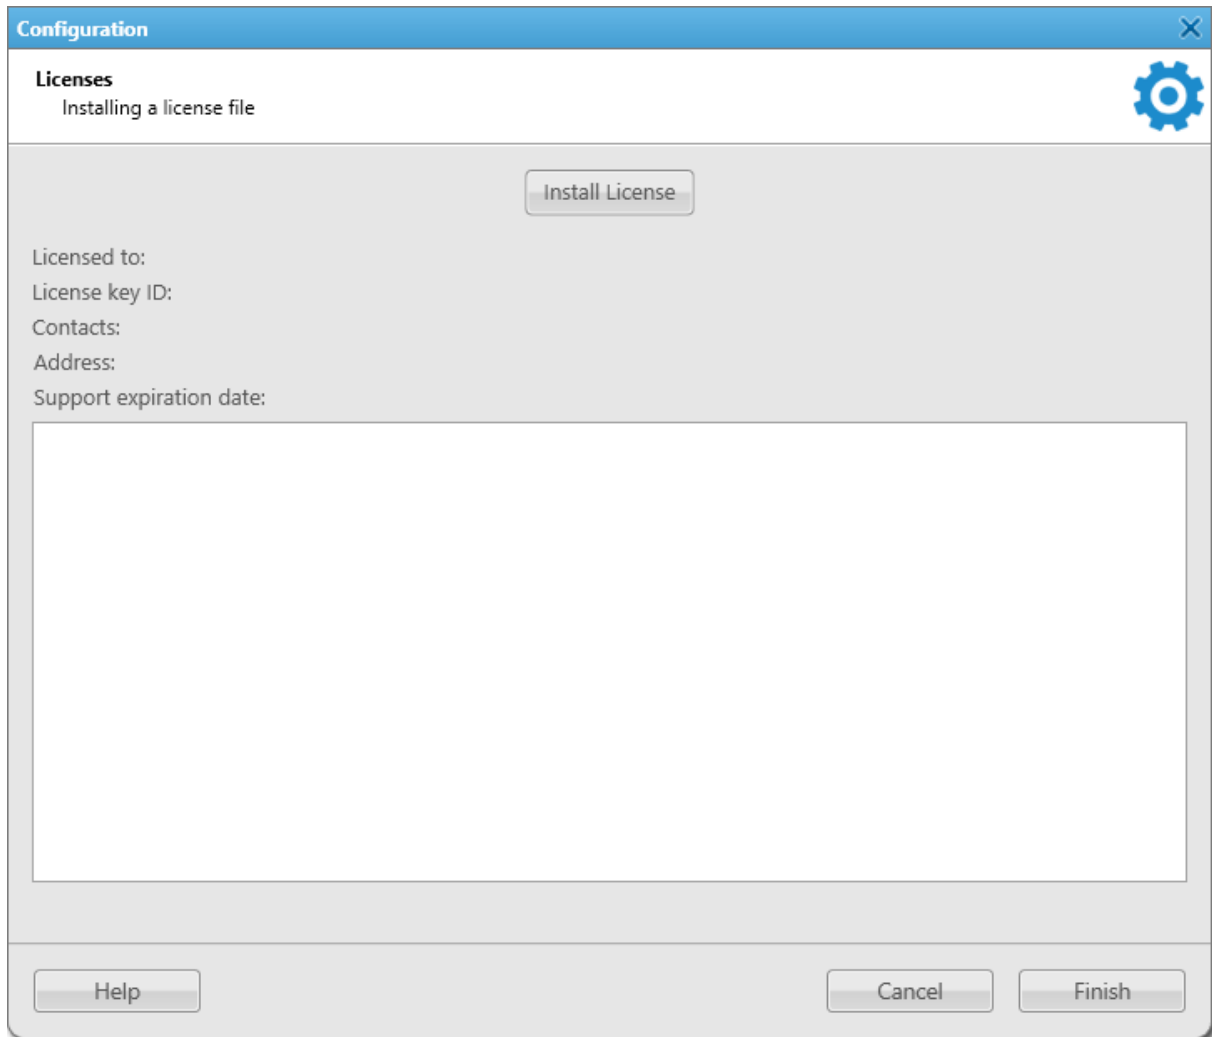 Configuration
Licenses
Installing a license file
Install License
Licensed to:
License key ID:
Contacts:
Address:
Support expiration date:
Help
Cancel
Finish